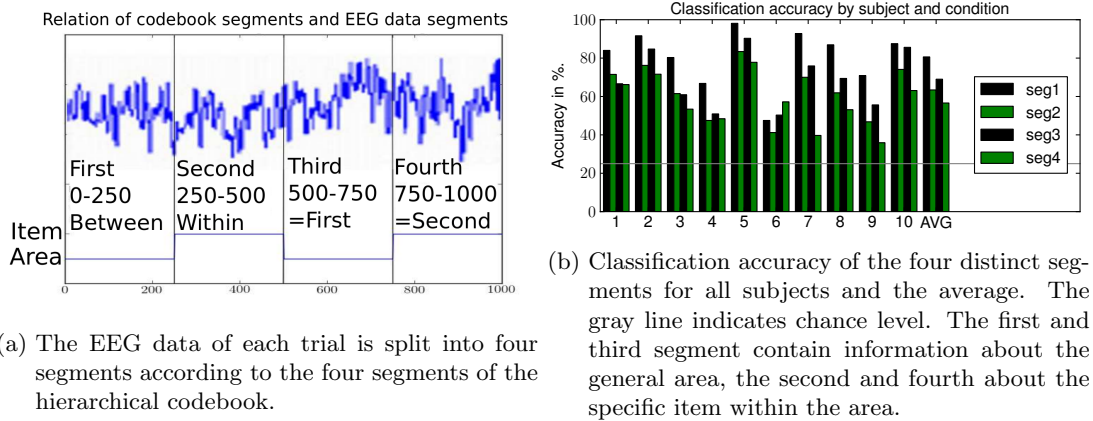 Relation of codebook segments and EEG data segments
First
0-250
Between
Second
250-500
Within
Third
500-750
=First
Fourth
750-1000
=Second
Item
Area
0 200 400 600 800 1000
(a) The EEG data of each trial is split into four
segments according to the four segments of the
hierarchical codebook.
Classification accuracy by subject and condition
Accuracy in %.
100
80
60
40
20
0
1 2 3 4 5 6 7 8 9 10 AVG
seg1
seg2
seg3
seg4
(b) Classification accuracy of the four distinct seg-
ments for all subjects and the average. The
gray line indicates chance level. The first and
third segment contain information about the
general area, the second and fourth about the
specific item within the area.